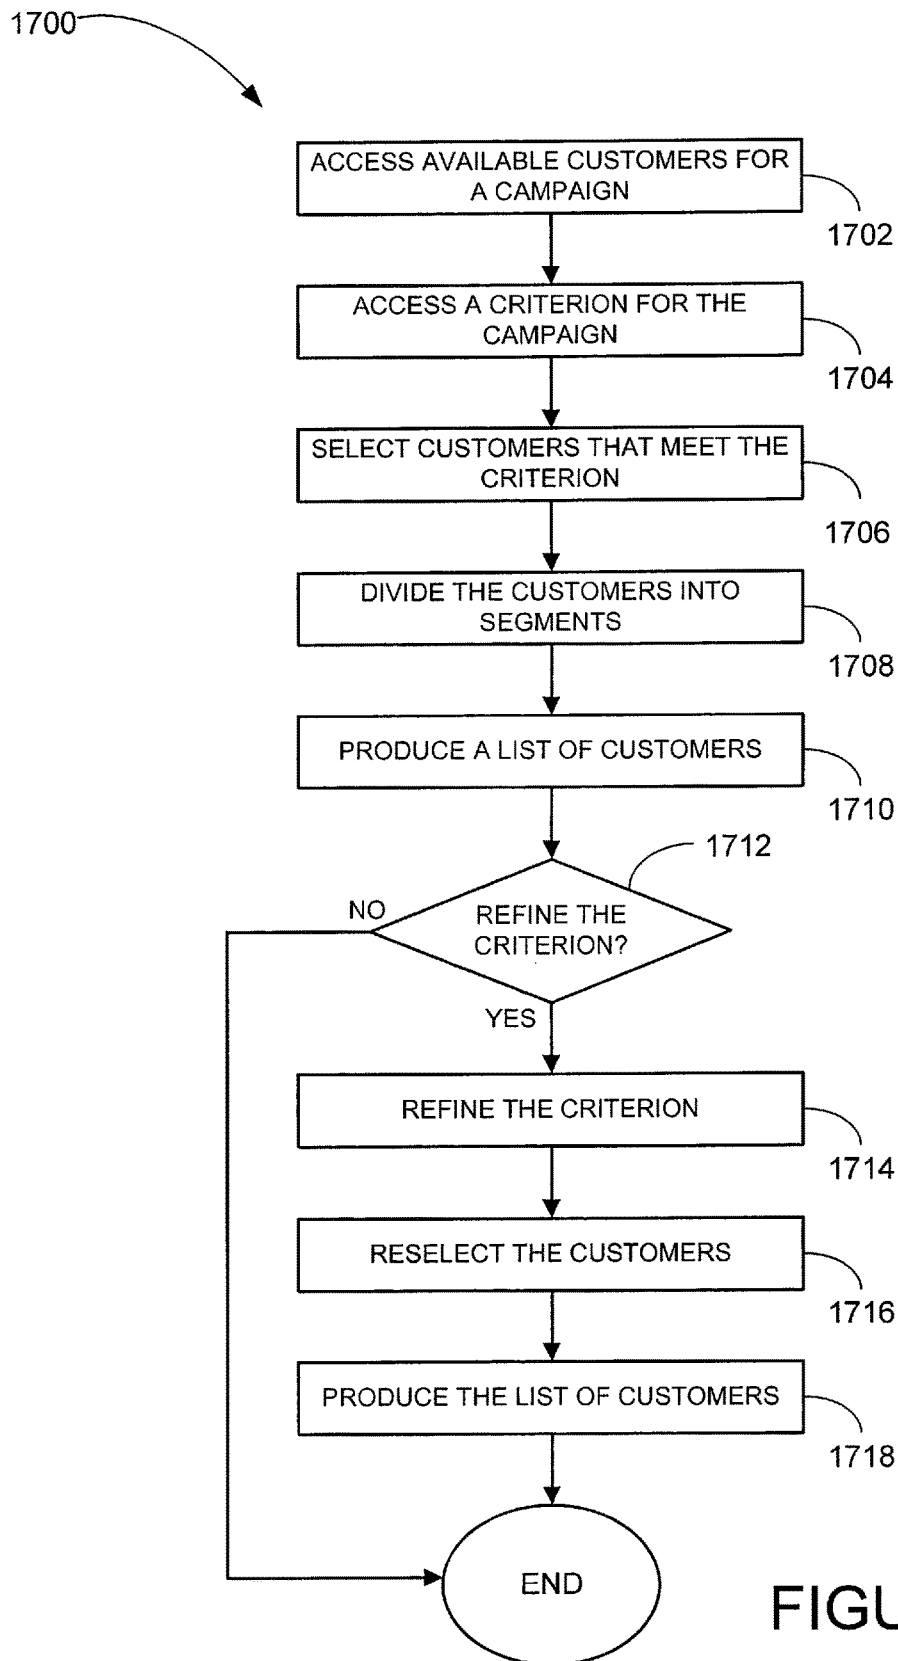 1700
ACCESS AVAILABLE CUSTOMERS FOR
A CAMPAIGN
1702
ACCESS A CRITERION FOR THE
CAMPAIGN
1704
SELECT CUSTOMERS THAT MEET THE
CRITERION
1706
DIVIDE THE CUSTOMERS INTO
SEGMENTS
1708
PRODUCE A LIST OF CUSTOMERS
1710
1712
NO
REFINE THE
CRITERION?
YES
REFINE THE CRITERION
1714
RESELECT THE CUSTOMERS
1716
PRODUCE THE LIST OF CUSTOMERS
1718
END